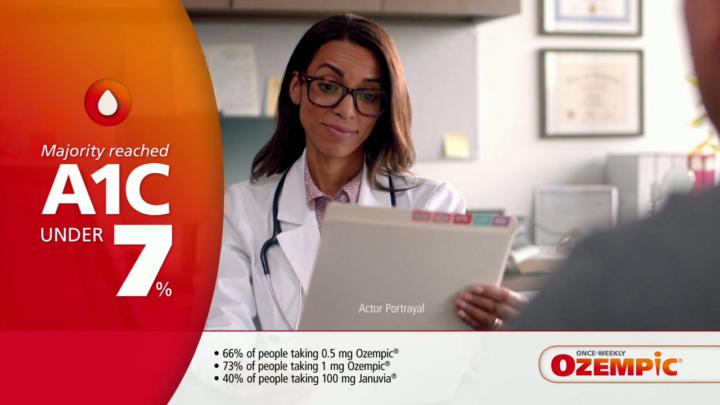 Majority reached
A1C
UNDER 7%
Actor Portrayal
• 66% of people taking 0.5 mg Ozempic®
• 73% of people taking 1 mg Ozempic®
• 40% of people taking 100 mg Januvia®
ONCE-WEEKLY
OZEMPIC®